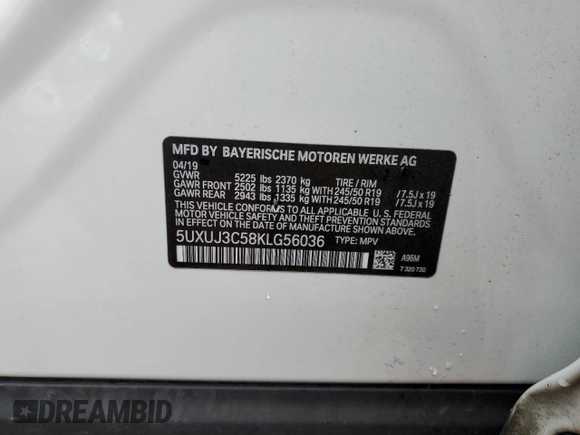 MFD BY BAYERISCHE MOTOREN WERKE AG
04/19
GVWR 5225 lbs 2370 kg TIRE / RIM
GAWR FRONT 2502 lbs 1135 kg WITH 245/50 R19 /7.5J x 19
GAWR REAR 2943 lbs 1335 kg WITH 245/50 R19 /7.5J x 19
THIS VEHICLE CONFORMS TO ALL APPLICABLE U.S. FEDERAL
MOTOR VEHICLE SAFETY AND THEFT PREVENTION
STANDARDS IN EFFECT ON THE DATE OF
MANUFACTURE SHOWN ABOVE.
5UXUJ3C58KLG56036 TYPE: MPV
A96M
7 320 730
DREAMBID